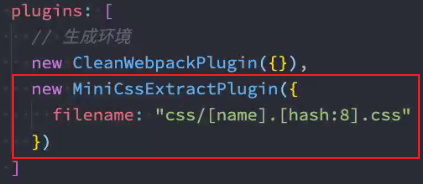 plugins: [
// 生成环境
new CleanWebpackPlugin({}),
new MiniCssExtractPlugin({
filename: "css/[name].[hash:8].css"
})
]